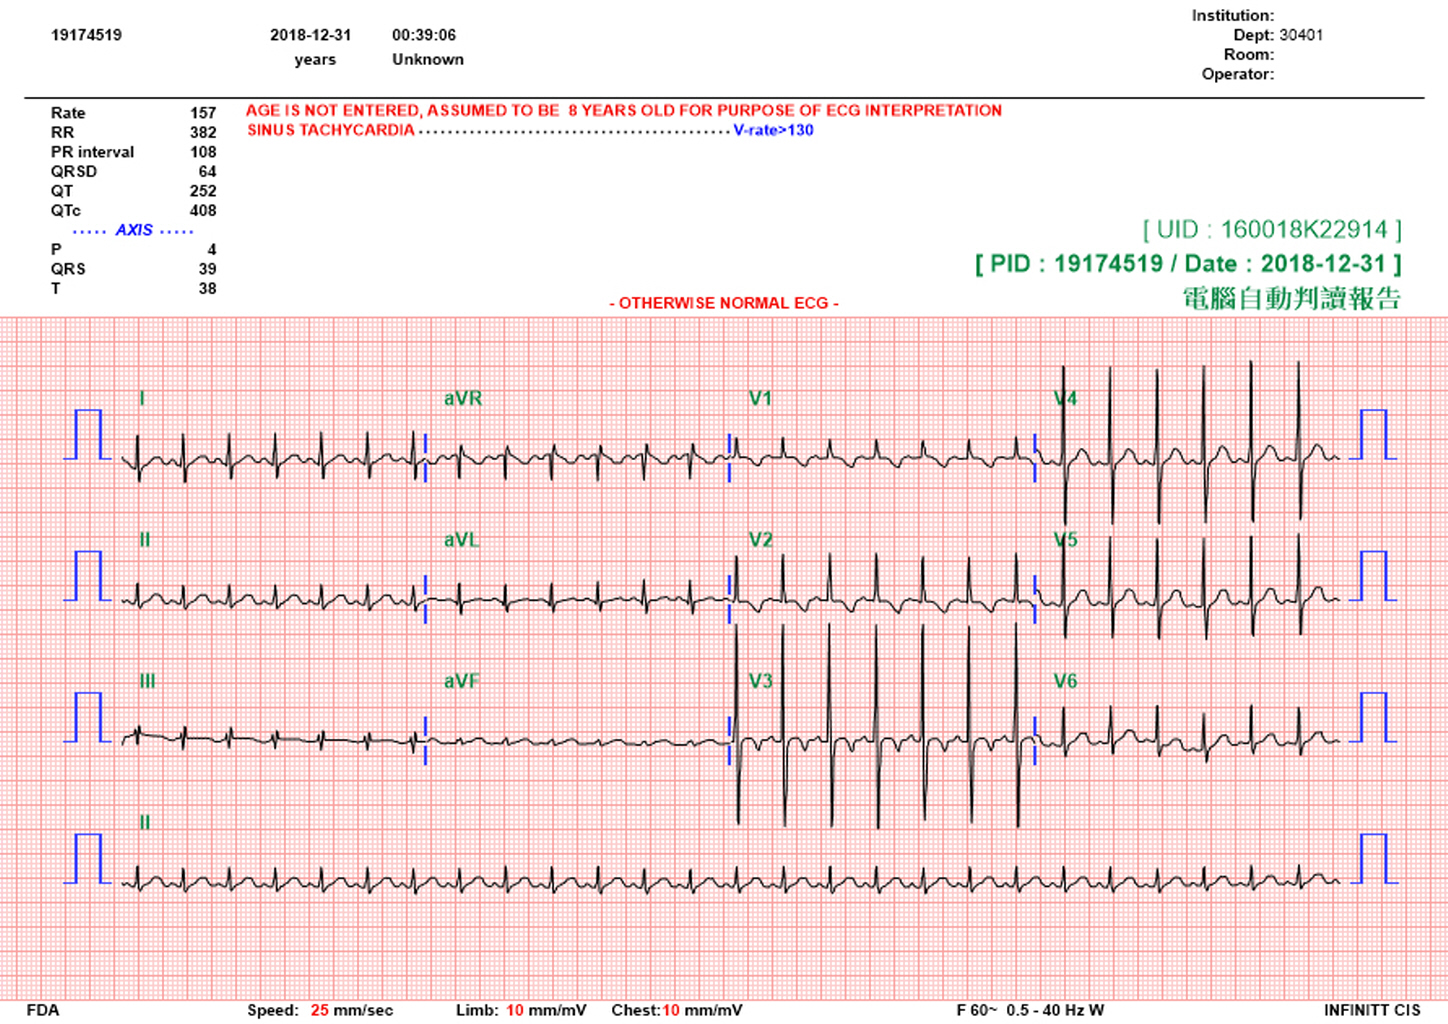 Institution:
19174519 2018-12-31 00:39:06 Dept: 30401
years Unknown Room:
Operator:
Rate 157 AGE IS NOT ENTERED, ASSUMED TO BE 8 YEARS OLD FOR PURPOSE OF ECG INTERPRETATION
RR 382 SINUS TACHYCARDIA ....................................... V-rate>130
PR interval 108
QRSD 64
QT 252
QTc 408
..... AXIS .....
P 4
QRS 39
T 38
[ UID : 160018K22914 ]
[ PID : 19174519 / Date : 2018-12-31 ]
電腦自動判讀報告
- OTHERWISE NORMAL ECG -
I aVR V1 V4
II aVL V2 V5
III aVF V3 V6
II
FDA Speed: 25 mm/sec Limb: 10 mm/mV Chest:10 mm/mV F 60~ 0.5 - 40 Hz W INFINITT CIS